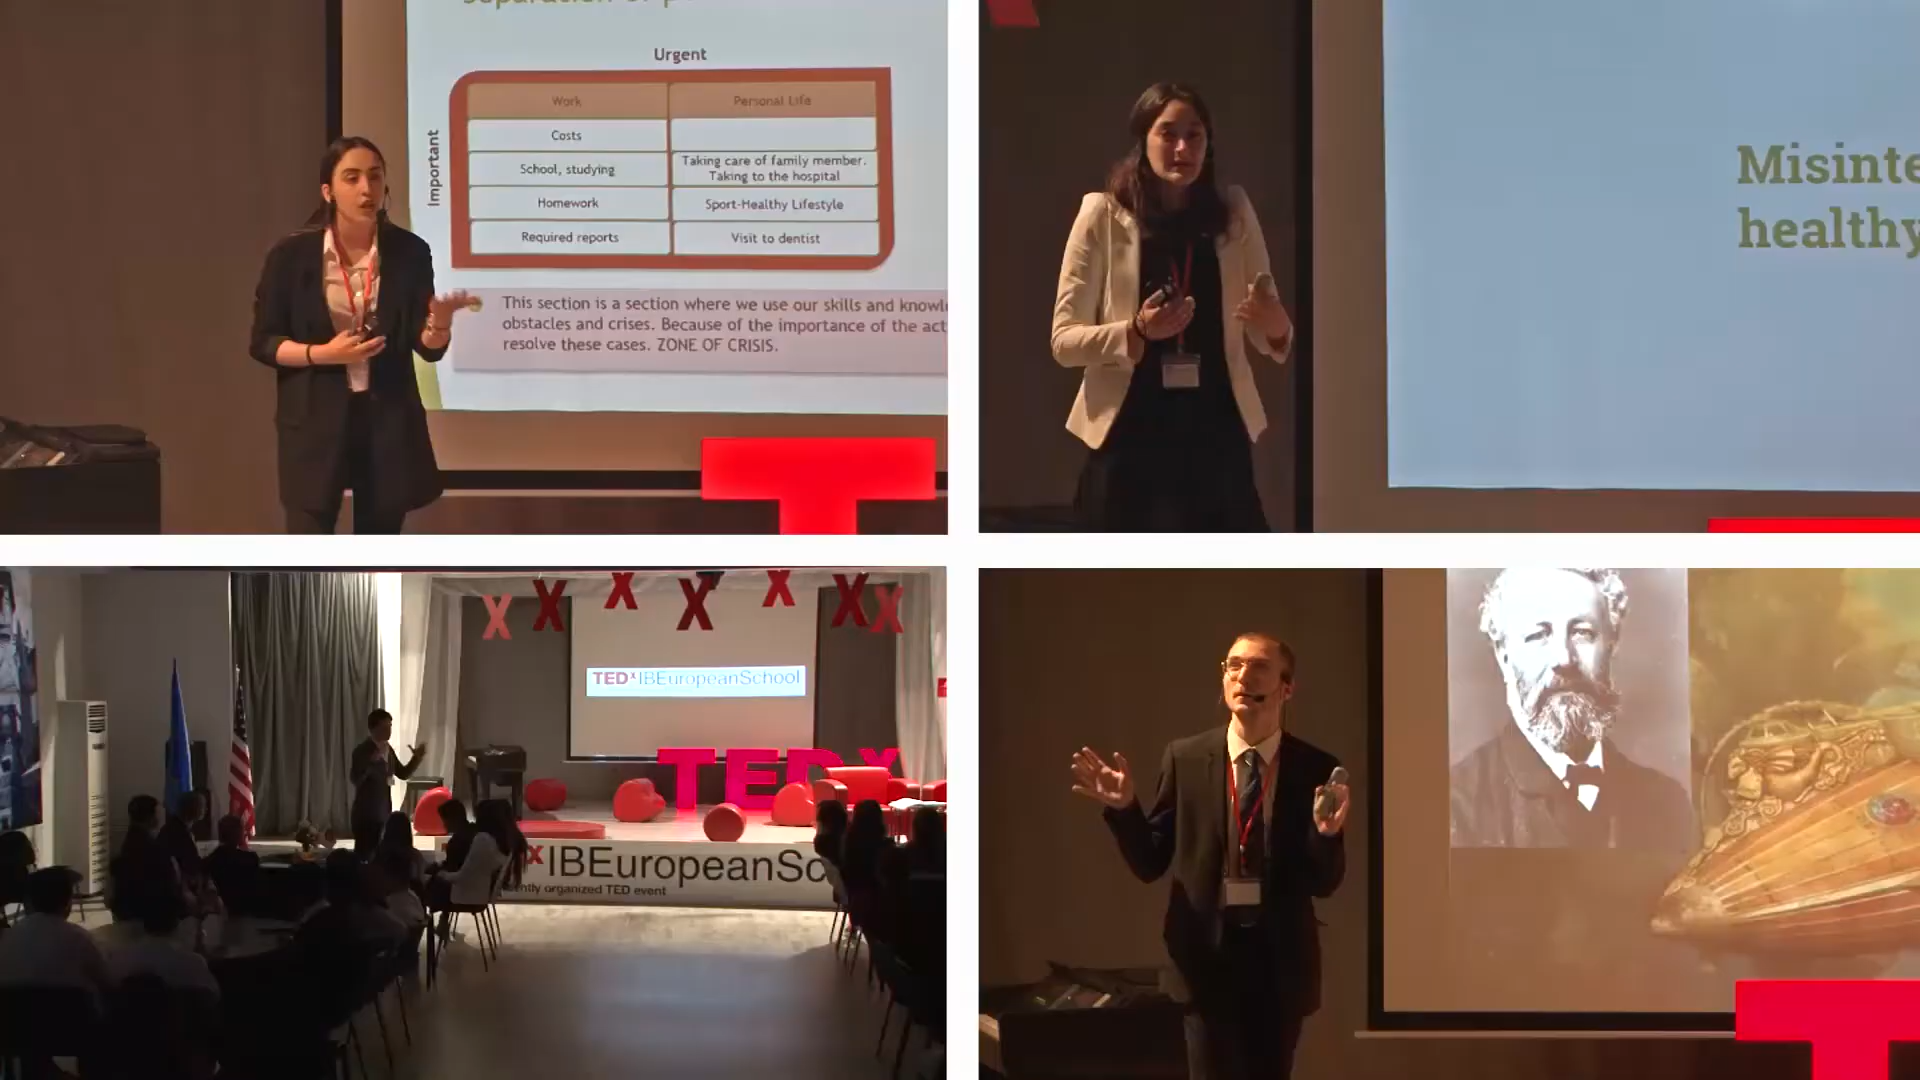 Urgent
Important
Work
Personal Life
Costs
School, studying
Taking care of family member.
Taking to the hospital
Homework
Sport-Healthy Lifestyle
Required reports
Visit to dentist
This section is a section where we use our skills and knowl
obstacles and crises. Because of the importance of the act
resolve these cases. ZONE OF CRISIS.
T
Misinte
healthy
X X X X X X X
TEDxIBEuropeanSchool
TEDx
xIBEuropeanSc
ently organized TED event
T